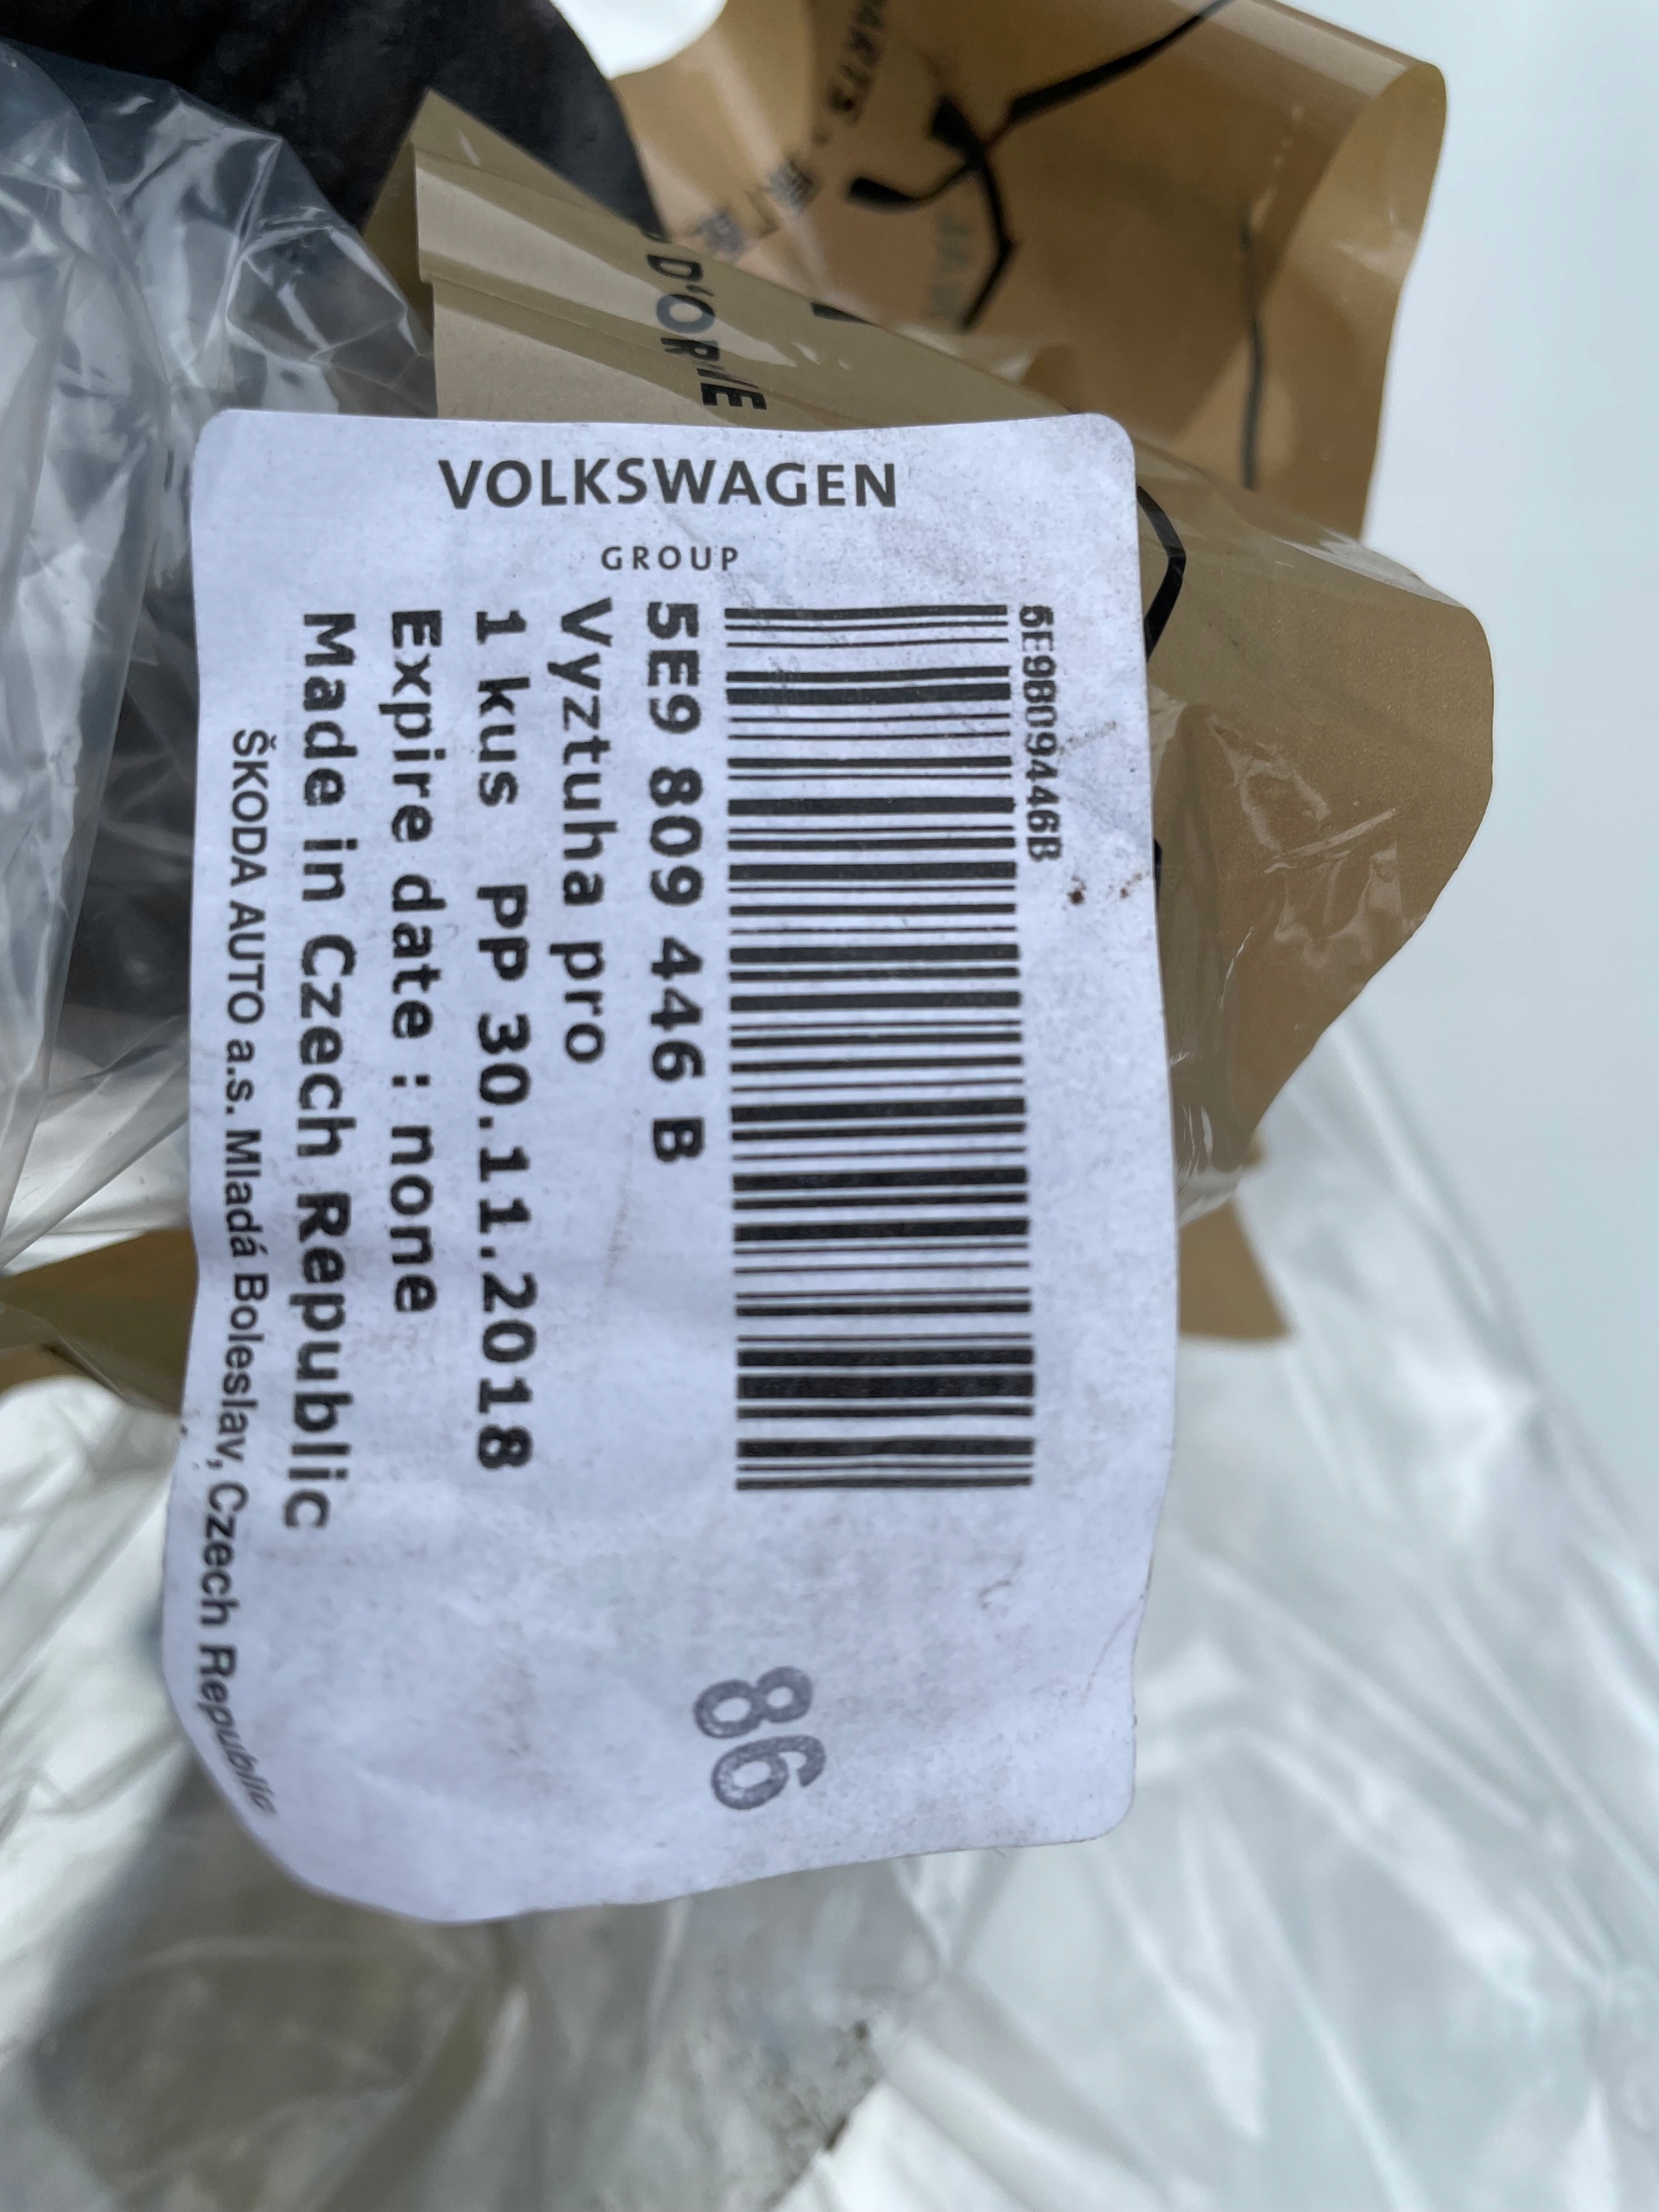 VOLKSWAGEN
GROUP
5E9809446B
5E9 809 446 B
Vyztuha pro
1 kus PP 30.11.2018
Expire date : none
Made in Czech Republic
ŠKODA AUTO a.s. Mladá Boleslav, Czech Republic
86
PARTS